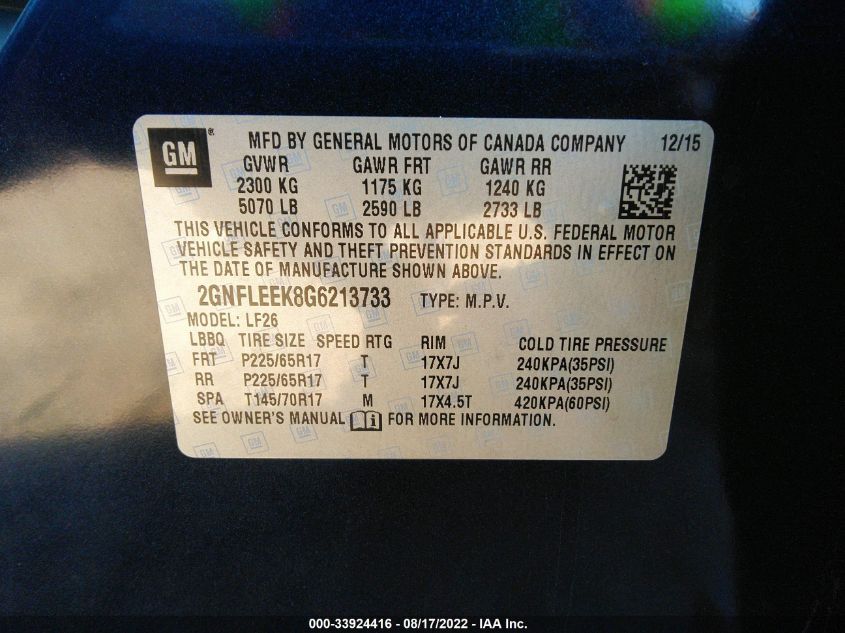 GM ® MFD BY GENERAL MOTORS OF CANADA COMPANY 12/15
GVWR GAWR FRT GAWR RR
2300 KG 1175 KG 1240 KG
5070 LB 2590 LB 2733 LB
THIS VEHICLE CONFORMS TO ALL APPLICABLE U.S. FEDERAL MOTOR
VEHICLE SAFETY AND THEFT PREVENTION STANDARDS IN EFFECT ON
THE DATE OF MANUFACTURE SHOWN ABOVE.
2GNFLEEK8G6213733 TYPE: M.P.V.
MODEL: LF26
LBBQ TIRE SIZE SPEED RTG RIM COLD TIRE PRESSURE
FRT P225/65R17 T 17X7J 240KPA(35PSI)
RR P225/65R17 T 17X7J 240KPA(35PSI)
SPA T145/70R17 M 17X4.5T 420KPA(60PSI)
SEE OWNER'S MANUAL FOR MORE INFORMATION.
000-33924416 - 08/17/2022 - IAA Inc.